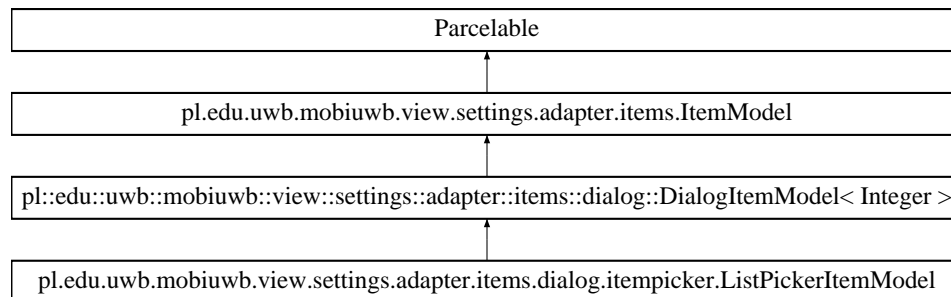 Parcelable
pl.edu.uwb.mobiuwb.view.settings.adapter.items.ItemModel
pl::edu::uwb::mobiuwb::view::settings::adapter::items::dialog::DialogItemModel< Integer >
pl.edu.uwb.mobiuwb.view.settings.adapter.items.dialog.itempicker.ListPickerItemModel